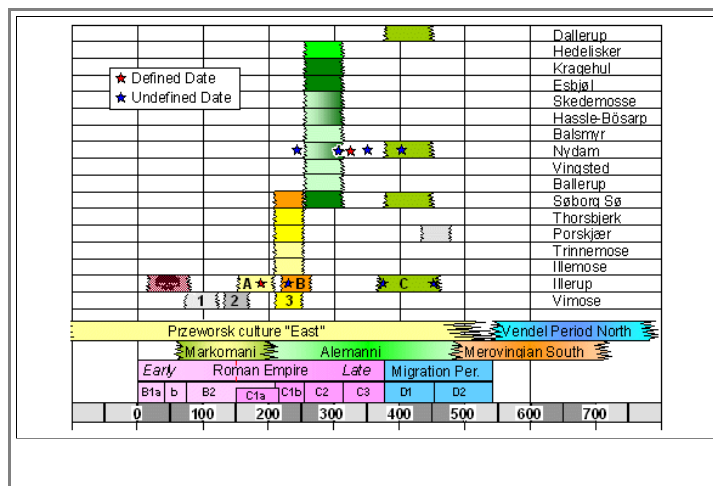 Dallerup
Hedelisker
Kragehul
Esbjøl
Skedemosse
Hassle-Bösarp
Balsmyr
Nydam
Vingsted
Ballerup
Søborg Sø
Thorsbjerk
Porskjær
Trinnemose
Illemose
Illerup
Vimose
Defined Date
Undefined Date
A B C
1 2 3
Przeworsk culture "East" Vendel Period North
Markomani Alemanni Merovingian South
Early Roman Empire Late Migration Per.
B1a b B2 C1a C1b C2 C3 D1 D2
0 100 200 300 400 500 600 700